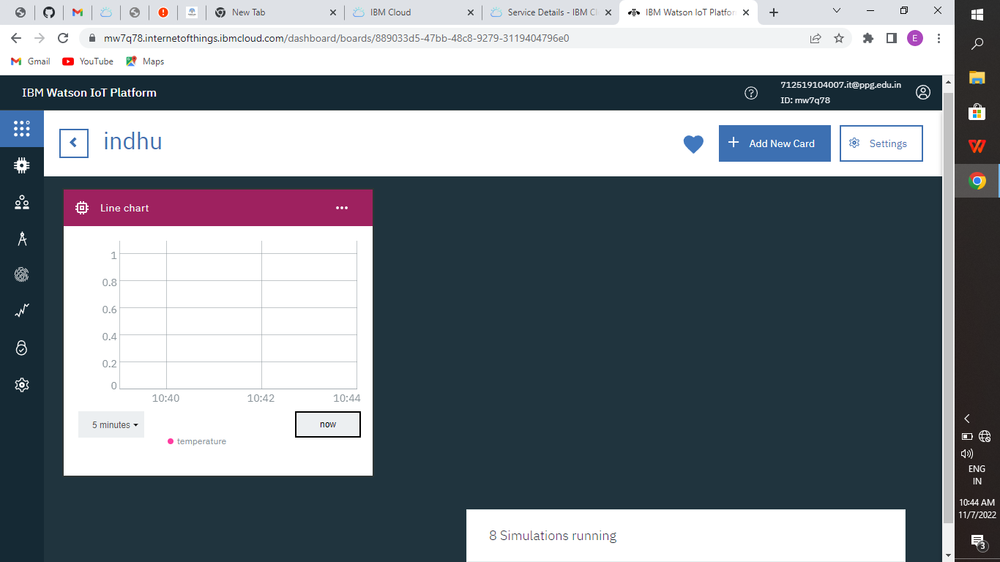 New Tab
IBM Cloud
Service Details - IBM Cl
IBM Watson IoT Platfor
mw7q78.internetofthings.ibmcloud.com/dashboard/boards/889033d5-47bb-48c8-9279-3119404796e0
E
Gmail
YouTube
Maps
IBM Watson IoT Platform
712519104007.it@ppg.edu.in
ID: mw7q78
indhu
Add New Card
Settings
Line chart
1
0.8
0.6
0.4
0.2
0
10:40 10:42 10:44
5 minutes
now
temperature
8 Simulations running
ENG
IN
10:44 AM
11/7/2022
3